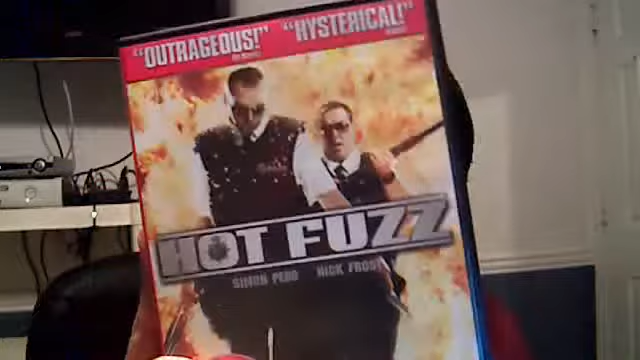 "OUTRAGEOUS!" "HYSTERICAL!"
HOT FUZZ
SIMON PEGG NICK FROST